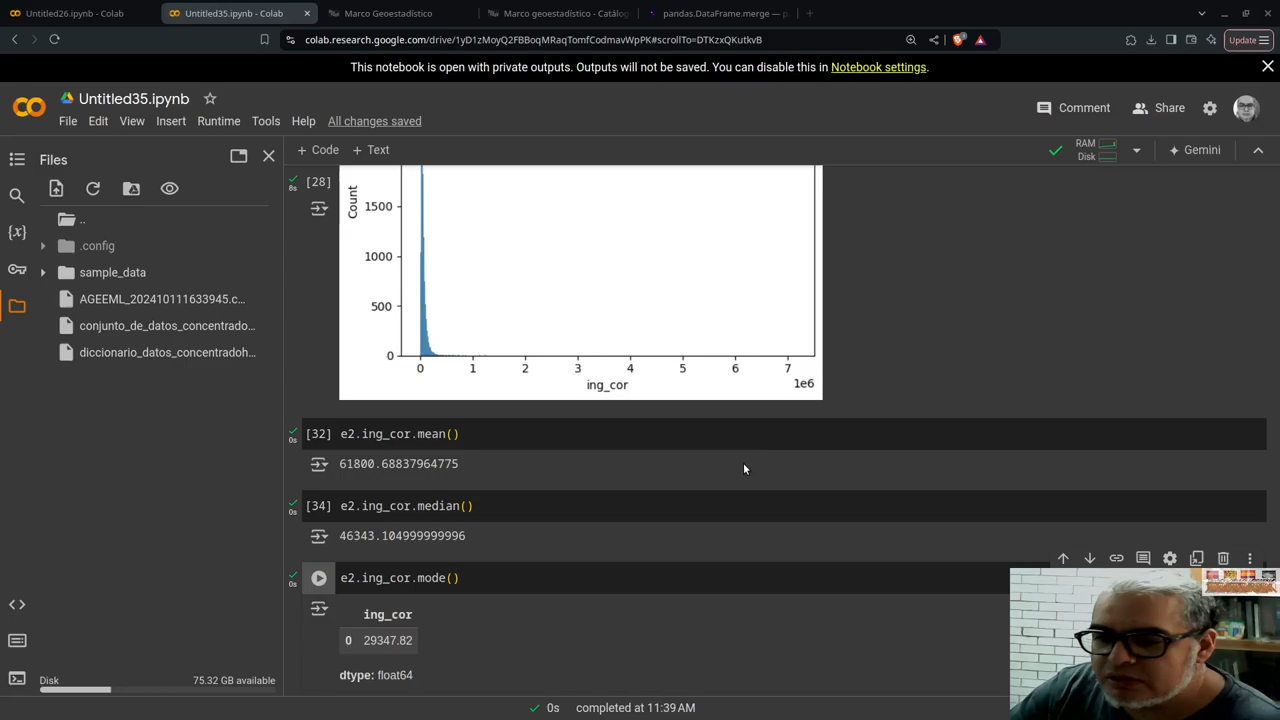 Untitled26.ipynb - Colab
Untitled35.ipynb - Colab
Marco Geoestadístico
Marco geoestadístico - Catálog
pandas.DataFrame.merge — p
colab.research.google.com/drive/1yD1zMoyQ2FBBoqMRaqTomfCodmavWpPK#scrollTo=DTKzxQKutkvB
Update
This notebook is open with private outputs. Outputs will not be saved. You can disable this in Notebook settings.
Untitled35.ipynb
Comment
Share
File Edit View Insert Runtime Tools Help All changes saved
Files
+ Code + Text
RAM
Disk
Gemini
..
.config
sample_data
AGEEML_202410111633945.c...
conjunto_de_datos_concentrado...
diccionario_datos_concentradoh...
[28]
8s
Count
1500
1000
500
0
0 1 2 3 4 5 6 7
ing_cor
1e6
[32] e2.ing_cor.mean()
0s
61800.68837964775
[34] e2.ing_cor.median()
0s
46343.104999999996
e2.ing_cor.mode()
0s
ing_cor
0 29347.82
dtype: float64
Disk
75.32 GB available
0s completed at 11:39 AM